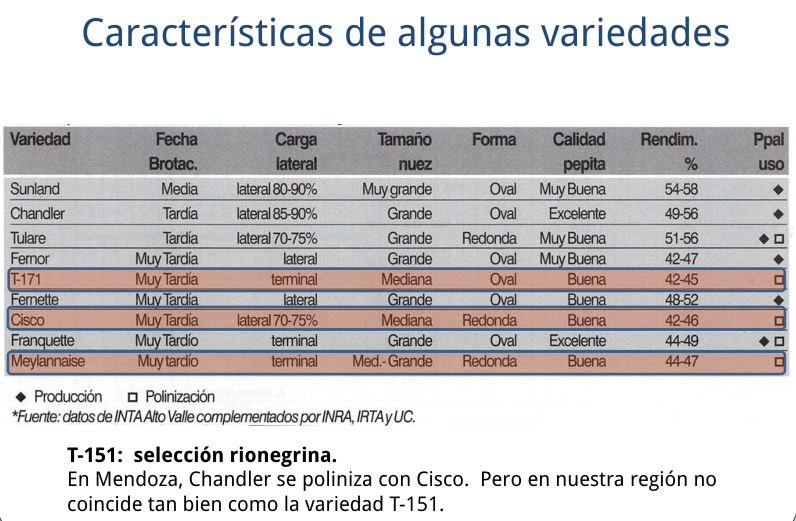 Características de algunas variedades
Variedad Fecha Brotac. Carga lateral Tamaño nuez Forma Calidad pepita Rendim. % Ppal uso
Sunland Media lateral 80-90% Muy grande Oval Muy Buena 54-58 ◆
Chandler Tardía lateral 85-90% Grande Oval Excelente 49-56 ◆
Tulare Tardía lateral 70-75% Grande Redonda Muy Buena 51-56 ◆ □
Fernor Muy Tardía lateral Grande Oval Muy Buena 42-47 ◆
T-171 Muy Tardía terminal Mediana Oval Buena 42-45 □
Fernette Muy Tardía lateral Grande Oval Buena 48-52 ◆
Cisco Muy Tardía lateral 70-75% Mediana Redonda Buena 42-46 □
Franquette Muy Tardío terminal Grande Oval Excelente 44-49 ◆ □
Meylannaise Muy tardío terminal Med.- Grande Redonda Buena 44-47 □
◆ Producción □ Polinización
*Fuente: datos de INTA Alto Valle complementados por INRA, IRTA y UC.
T-151: selección rionegrina.
En Mendoza, Chandler se poliniza con Cisco. Pero en nuestra región no
coincide tan bien como la variedad T-151.